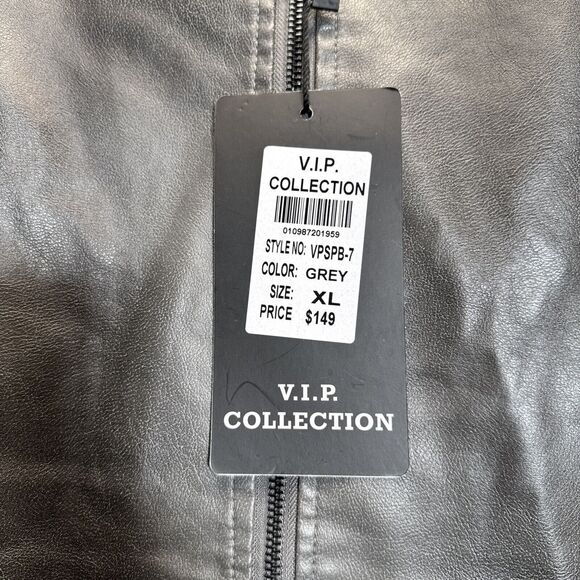 V.I.P.
COLLECTION
010987201959
STYLE NO: VPSPB-7
COLOR: GREY
SIZE: XL
PRICE $149
V.I.P.
COLLECTION